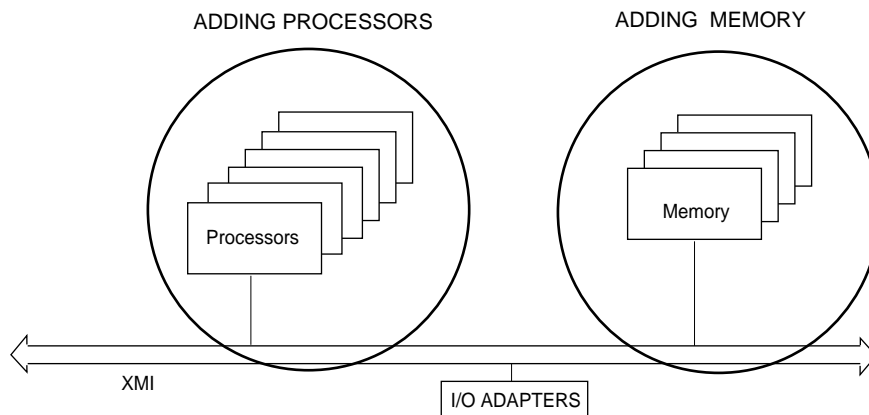 ADDING PROCESSORS
ADDING MEMORY
Processors
Memory
XMI
I/O ADAPTERS